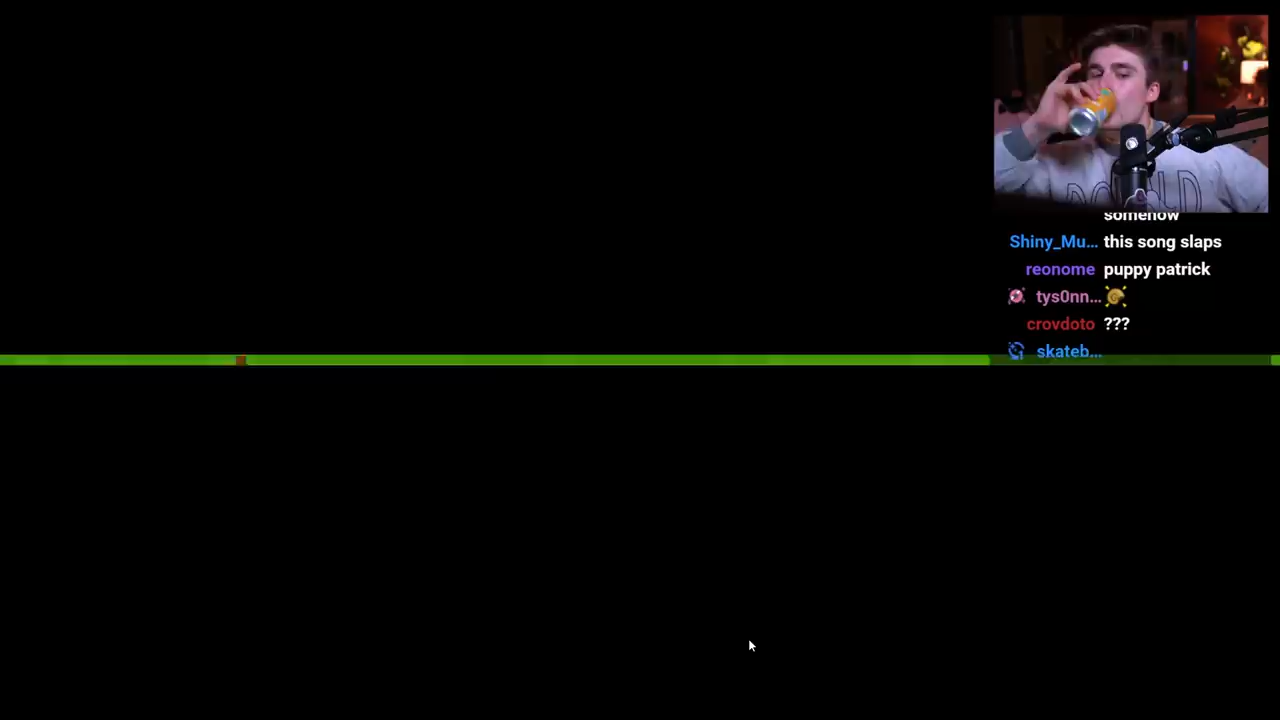 somehow
Shiny_Mu... this song slaps
reonome puppy patrick
tys0nn...
crovdoto ???
skateb...